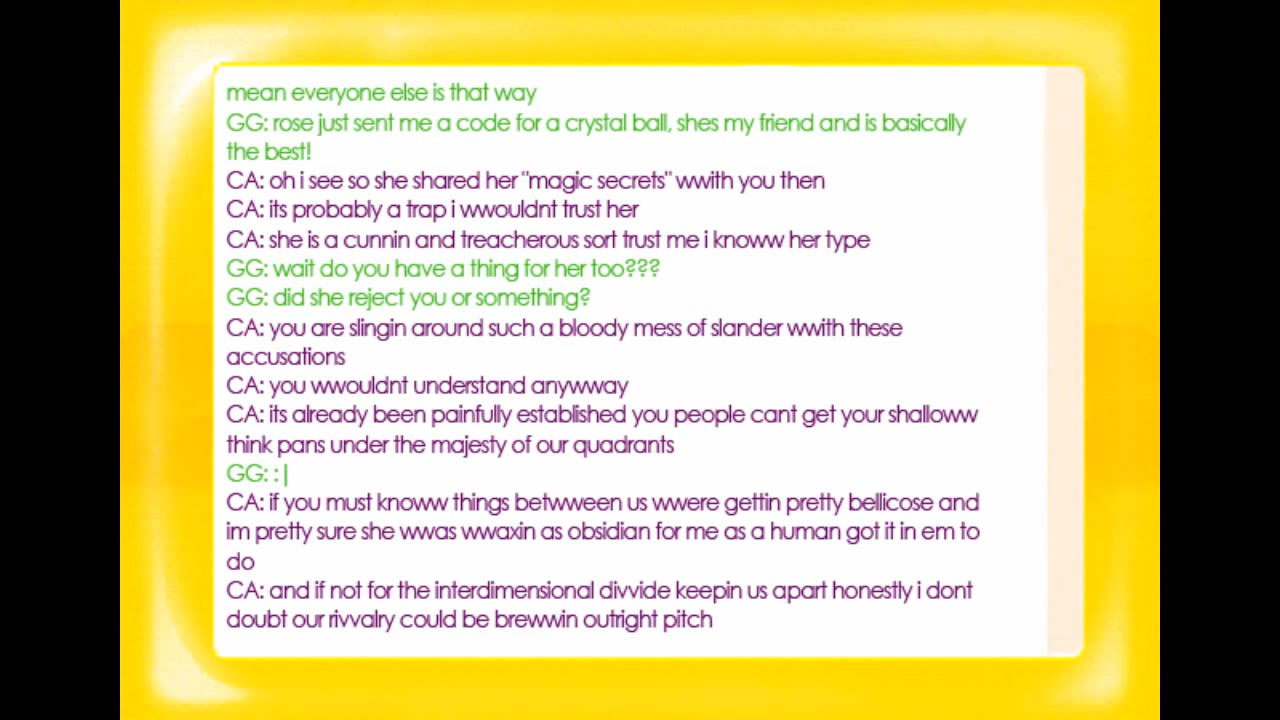 mean everyone else is that way
GG: rose just sent me a code for a crystal ball, shes my friend and is basically
the best!
CA: oh i see so she shared her "magic secrets" wwith you then
CA: its probably a trap i wwouldnt trust her
CA: she is a cunnin and treacherous sort trust me i knoww her type
GG: wait do you have a thing for her too???
GG: did she reject you or something?
CA: you are slingin around such a bloody mess of slander wwith these
accusations
CA: you wwouldnt understand anywway
CA: its already been painfully established you people cant get your shalloww
think pans under the majesty of our quadrants
GG: :|
CA: if you must knoww things betwween us wwere gettin pretty bellicose and
im pretty sure she wwas wwaxin as obsidian for me as a human got it in em to
do
CA: and if not for the interdimensional divvide keepin us apart honestly i dont
doubt our rivvalry could be brewwin outright pitch